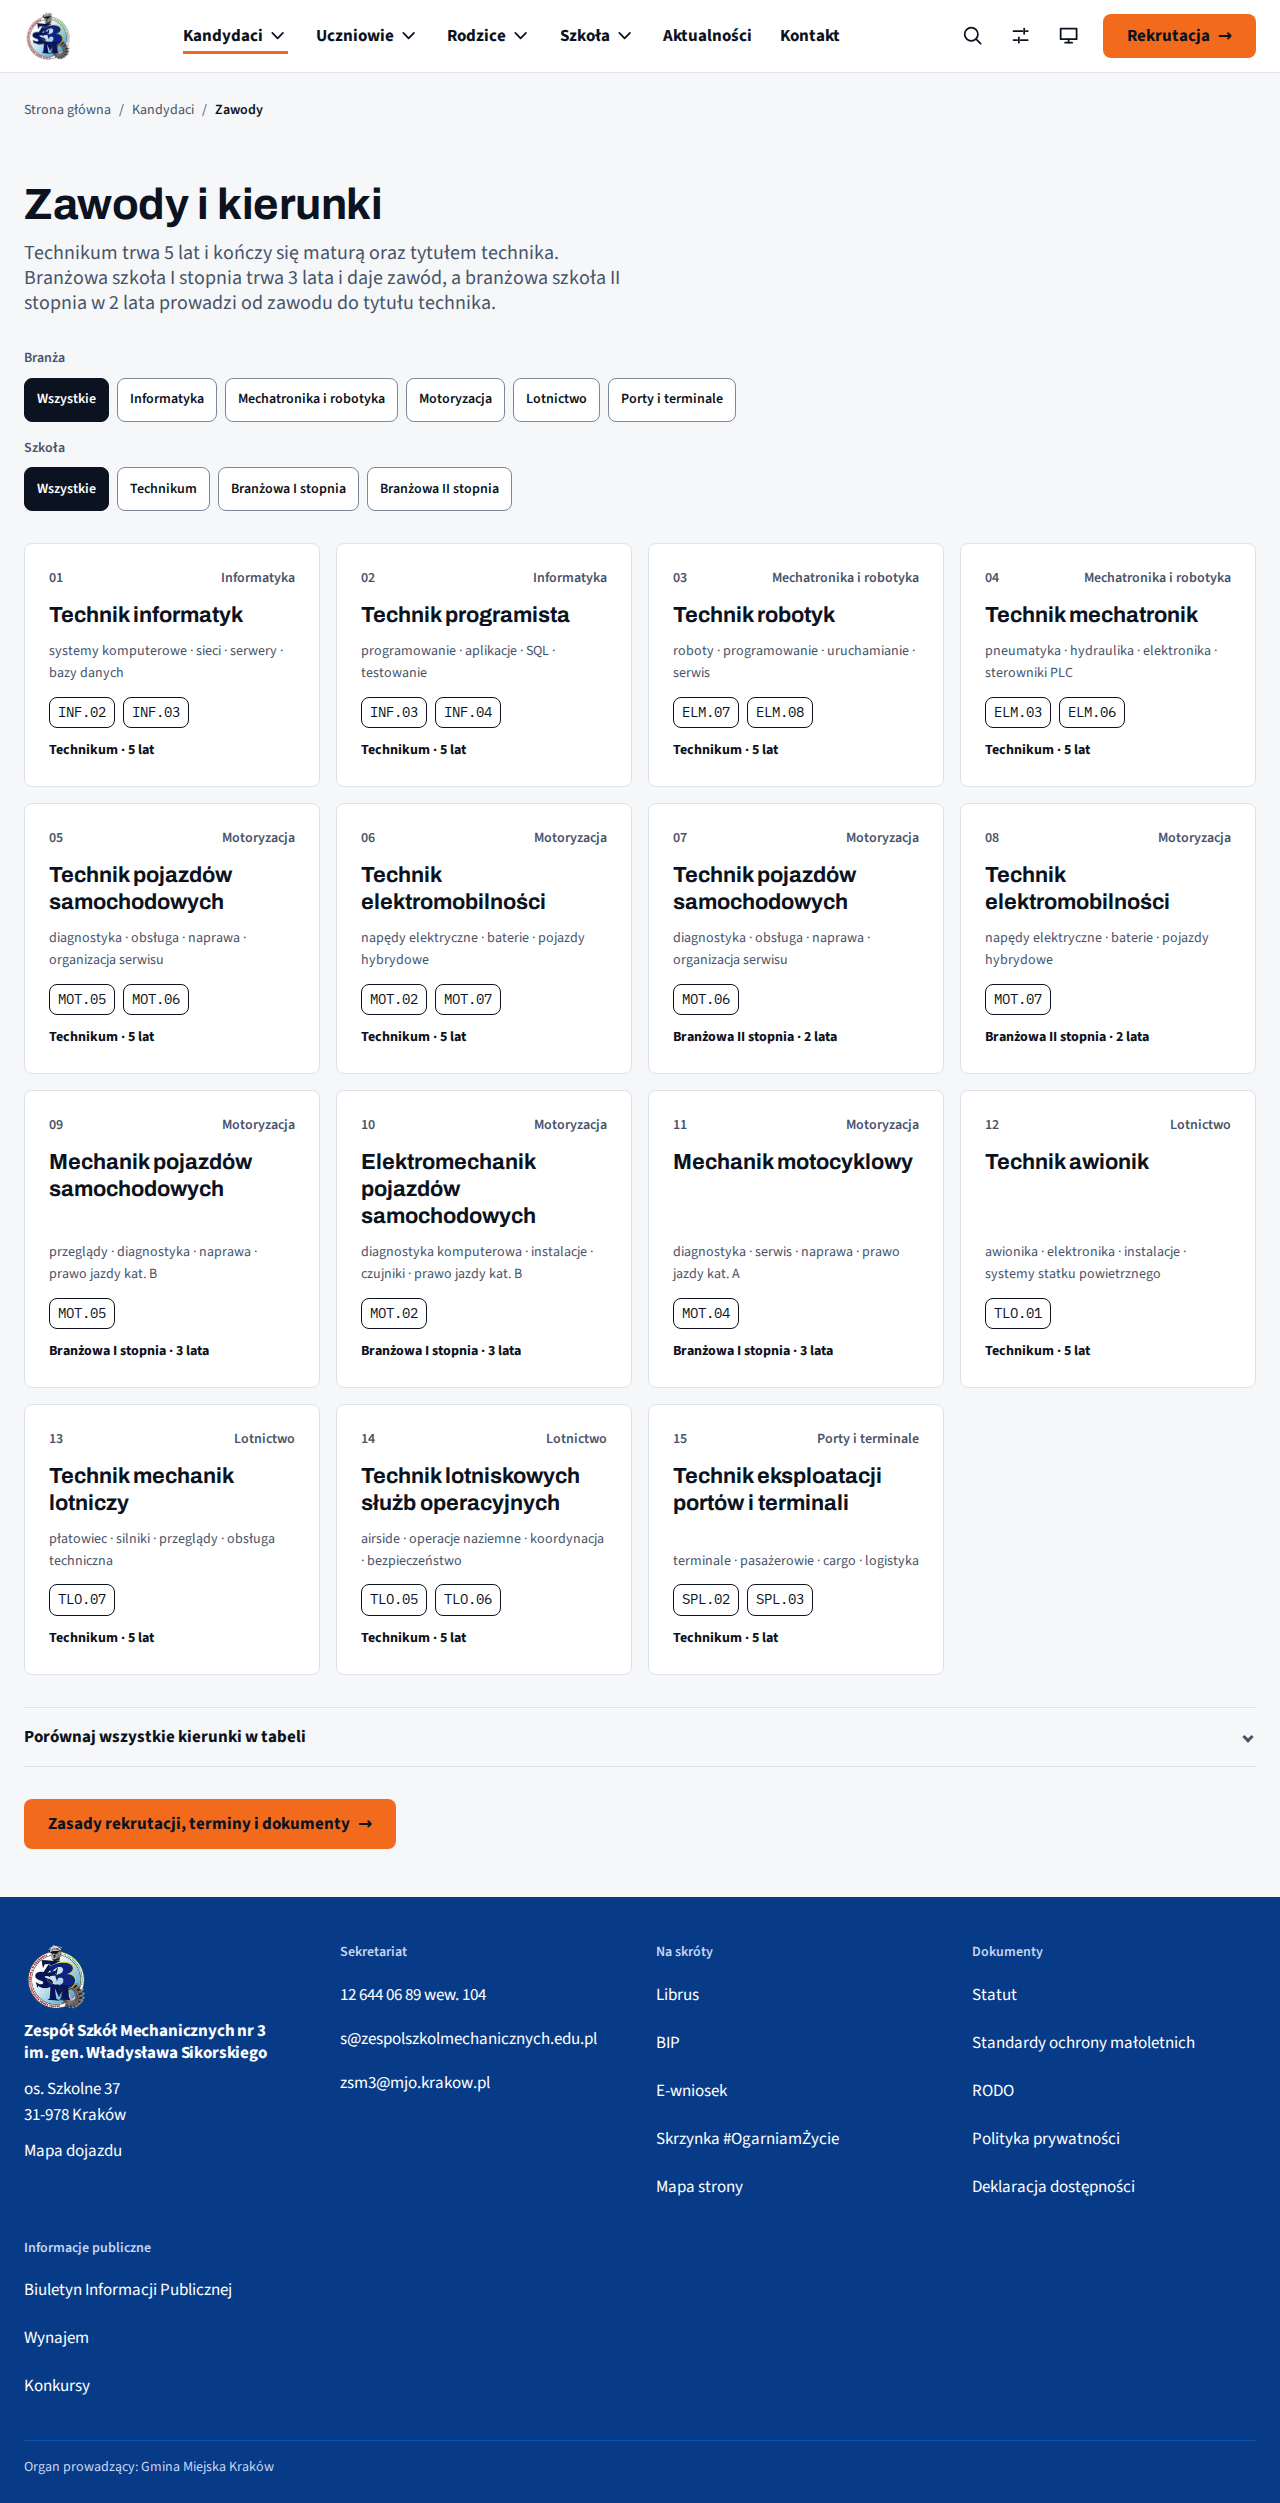 Kandydaci
Uczniowie
Rodzice
Szkoła
Aktualności
Kontakt
Rekrutacja →
Strona główna / Kandydaci / Zawody
Zawody i kierunki
Technikum trwa 5 lat i kończy się maturą oraz tytułem technika.
Branżowa szkoła I stopnia trwa 3 lata i daje zawód, a branżowa szkoła II
stopnia w 2 lata prowadzi od zawodu do tytułu technika.
Branża
Wszystkie
Informatyka
Mechatronika i robotyka
Motoryzacja
Lotnictwo
Porty i terminale
Szkoła
Wszystkie
Technikum
Branżowa I stopnia
Branżowa II stopnia
01 Informatyka
Technik informatyk
systemy komputerowe · sieci · serwery ·
bazy danych
INF.02 INF.03
Technikum · 5 lat
02 Informatyka
Technik programista
programowanie · aplikacje · SQL ·
testowanie
INF.03 INF.04
Technikum · 5 lat
03 Mechatronika i robotyka
Technik robotyk
roboty · programowanie · uruchamianie ·
serwis
ELM.07 ELM.08
Technikum · 5 lat
04 Mechatronika i robotyka
Technik mechatronik
pneumatyka · hydraulika · elektronika ·
sterowniki PLC
ELM.03 ELM.06
Technikum · 5 lat
05 Motoryzacja
Technik pojazdów
samochodowych
diagnostyka · obsługa · naprawa ·
organizacja serwisu
MOT.05 MOT.06
Technikum · 5 lat
06 Motoryzacja
Technik
elektromobilności
napędy elektryczne · baterie · pojazdy
hybrydowe
MOT.02 MOT.07
Technikum · 5 lat
07 Motoryzacja
Technik pojazdów
samochodowych
diagnostyka · obsługa · naprawa ·
organizacja serwisu
MOT.06
Branżowa II stopnia · 2 lata
08 Motoryzacja
Technik
elektromobilności
napędy elektryczne · baterie · pojazdy
hybrydowe
MOT.07
Branżowa II stopnia · 2 lata
09 Motoryzacja
Mechanik pojazdów
samochodowych
przeglądy · diagnostyka · naprawa ·
prawo jazdy kat. B
MOT.05
Branżowa I stopnia · 3 lata
10 Motoryzacja
Elektromechanik
pojazdów
samochodowych
diagnostyka komputerowa · instalacje ·
czujniki · prawo jazdy kat. B
MOT.02
Branżowa I stopnia · 3 lata
11 Motoryzacja
Mechanik motocyklowy
diagnostyka · serwis · naprawa · prawo
jazdy kat. A
MOT.04
Branżowa I stopnia · 3 lata
12 Lotnictwo
Technik awionik
awionika · elektronika · instalacje ·
systemy statku powietrznego
TLO.01
Technikum · 5 lat
13 Lotnictwo
Technik mechanik
lotniczy
płatowiec · silniki · przeglądy · obsługa
techniczna
TLO.07
Technikum · 5 lat
14 Lotnictwo
Technik lotniskowych
służb operacyjnych
airside · operacje naziemne · koordynacja
· bezpieczeństwo
TLO.05 TLO.06
Technikum · 5 lat
15 Porty i terminale
Technik eksploatacji
portów i terminali
terminale · pasażerowie · cargo · logistyka
SPL.02 SPL.03
Technikum · 5 lat
Porównaj wszystkie kierunki w tabeli
Zasady rekrutacji, terminy i dokumenty →
Zespół Szkół Mechanicznych nr 3
im. gen. Władysława Sikorskiego
os. Szkolne 37
31-978 Kraków
Mapa dojazdu
Sekretariat
12 644 06 89 wew. 104
s@zespolszkolmechanicznych.edu.pl
zsm3@mjo.krakow.pl
Na skróty
Librus
BIP
E-wniosek
Skrzynka #OgarniamŻycie
Mapa strony
Dokumenty
Statut
Standardy ochrony małoletnich
RODO
Polityka prywatności
Deklaracja dostępności
Informacje publiczne
Biuletyn Informacji Publicznej
Wynajem
Konkursy
Organ prowadzący: Gmina Miejska Kraków